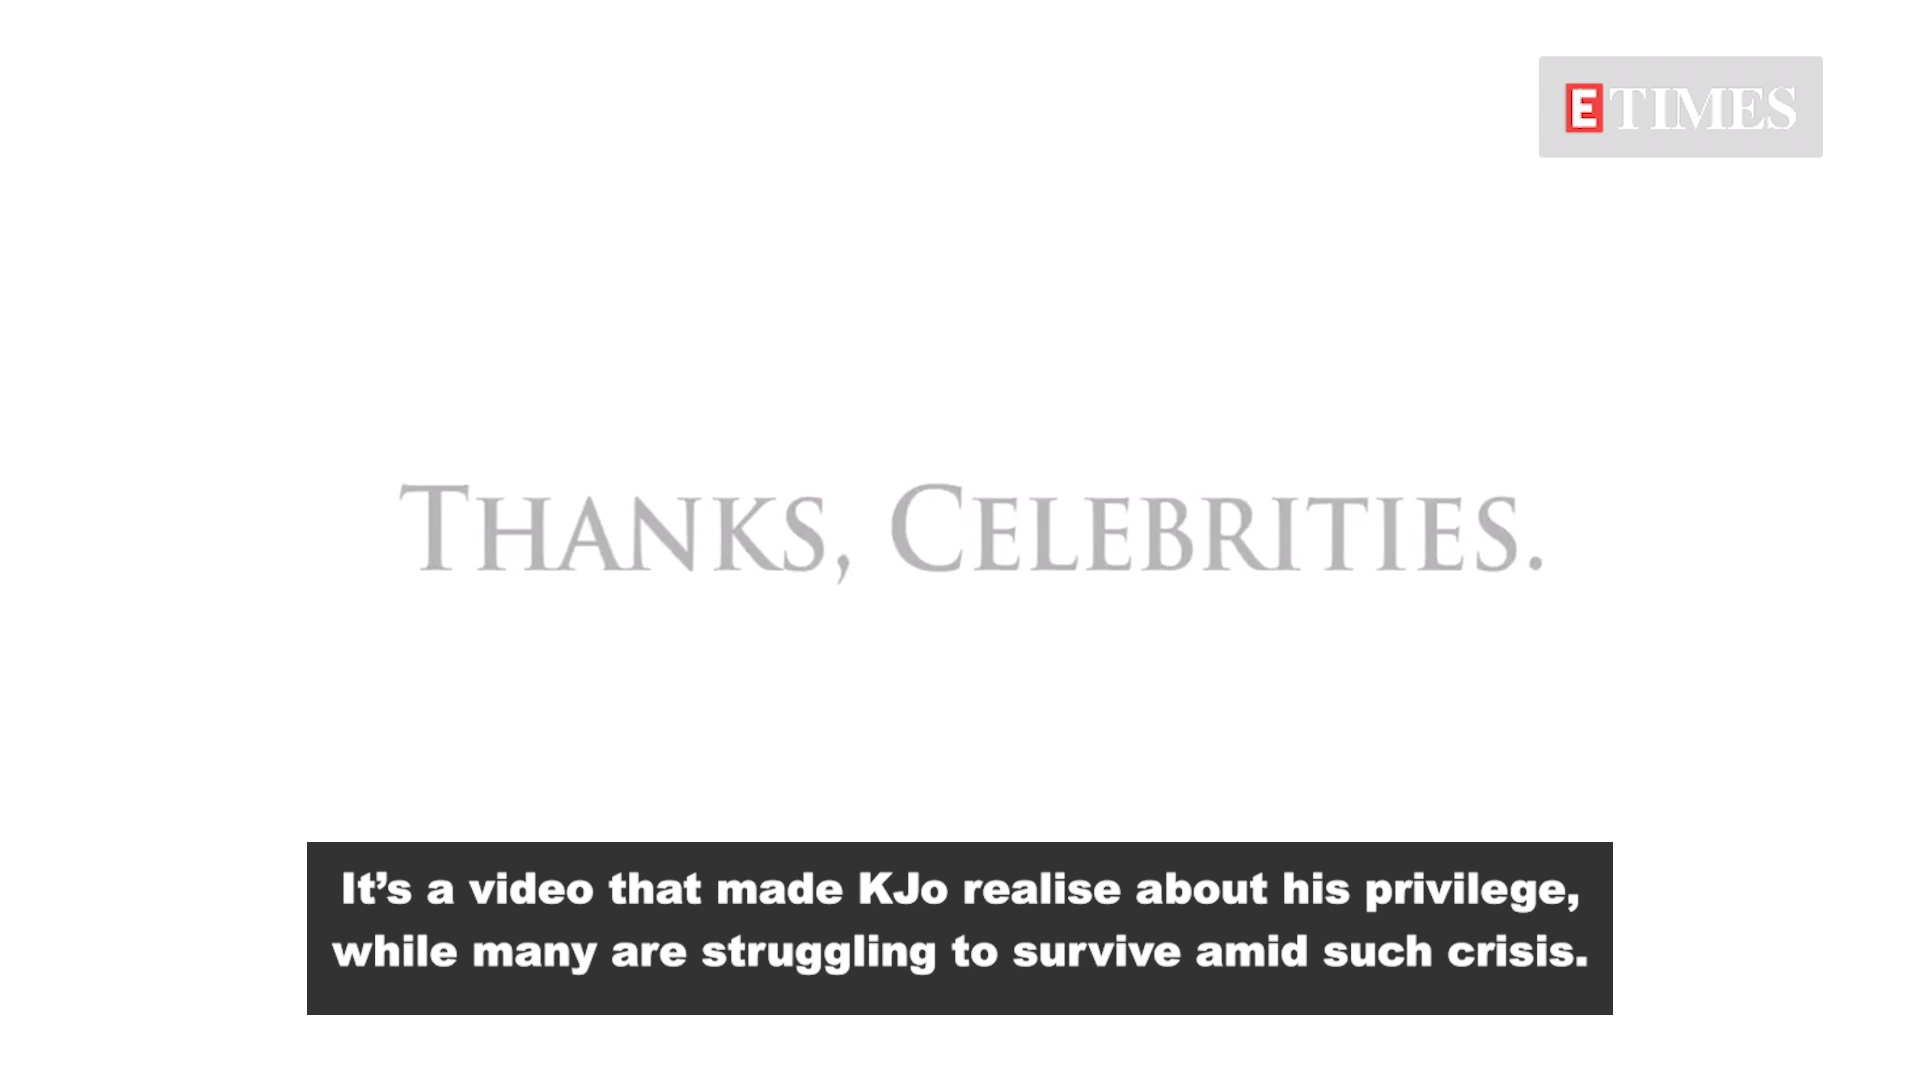 E TIMES
THANKS, CELEBRITIES.
It’s a video that made KJo realise about his privilege,
while many are struggling to survive amid such crisis.